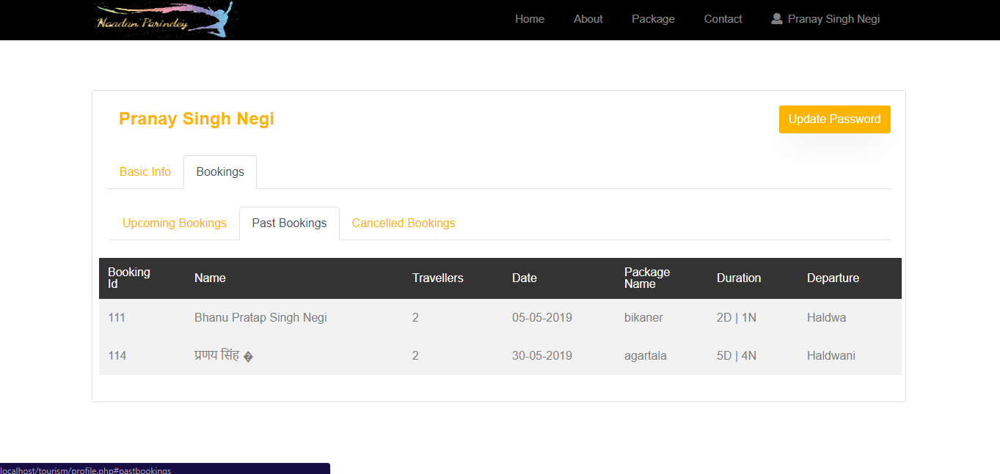 Naadan Parindey
Home About Package Contact Pranay Singh Negi
Pranay Singh Negi
Update Password
Basic Info Bookings
Upcoming Bookings Past Bookings Cancelled Bookings
Booking Id Name Travellers Date Package Name Duration Departure
111 Bhanu Pratap Singh Negi 2 05-05-2019 bikaner 2D | 1N Haldwa
114 प्रणय सिंह � 2 30-05-2019 agartala 5D | 4N Haldwani
localhost/tourism/profile.php#pastbookings